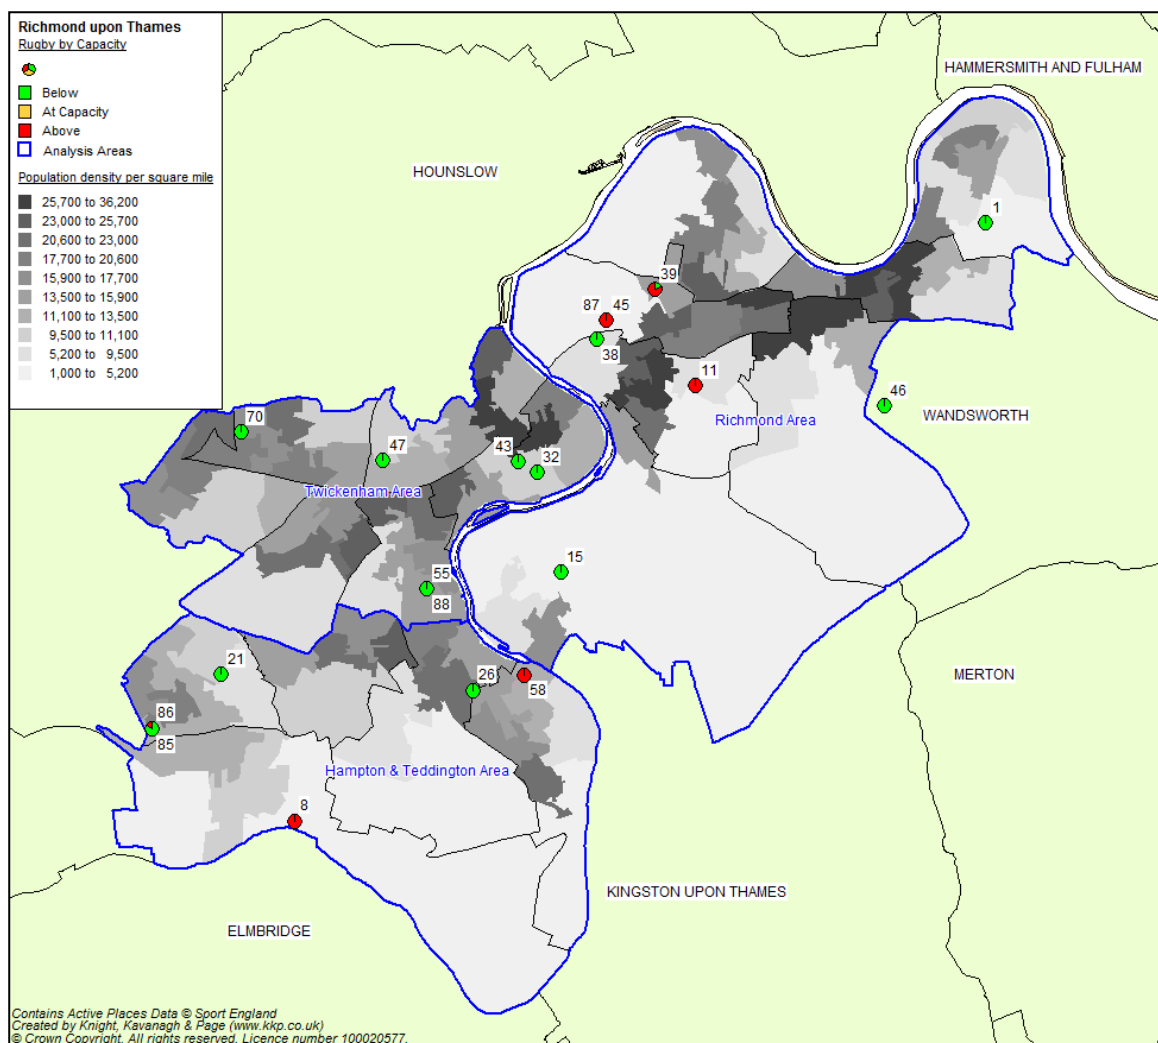 Richmond upon Thames
Rugby by Capacity
Below
At Capacity
Above
Analysis Areas
Population density per square mile
25,700 to 36,200
23,000 to 25,700
20,600 to 23,000
17,700 to 20,600
15,900 to 17,700
13,500 to 15,900
11,100 to 13,500
9,500 to 11,100
5,200 to 9,500
1,000 to 5,200
HAMMERSMITH AND FULHAM
HOUNSLOW
1
39
87 45
38
11
46
WANDSWORTH
Richmond Area
70
47
43
32
Twickenham Area
15
55
88
21
26
58
MERTON
86
85
Hampton & Teddington Area
8
KINGSTON UPON THAMES
ELMBRIDGE
Contains Active Places Data © Sport England
Created by Knight, Kavanagh & Page (www.kkp.co.uk)
© Crown Copyright. All rights reserved. Licence number 100020577.